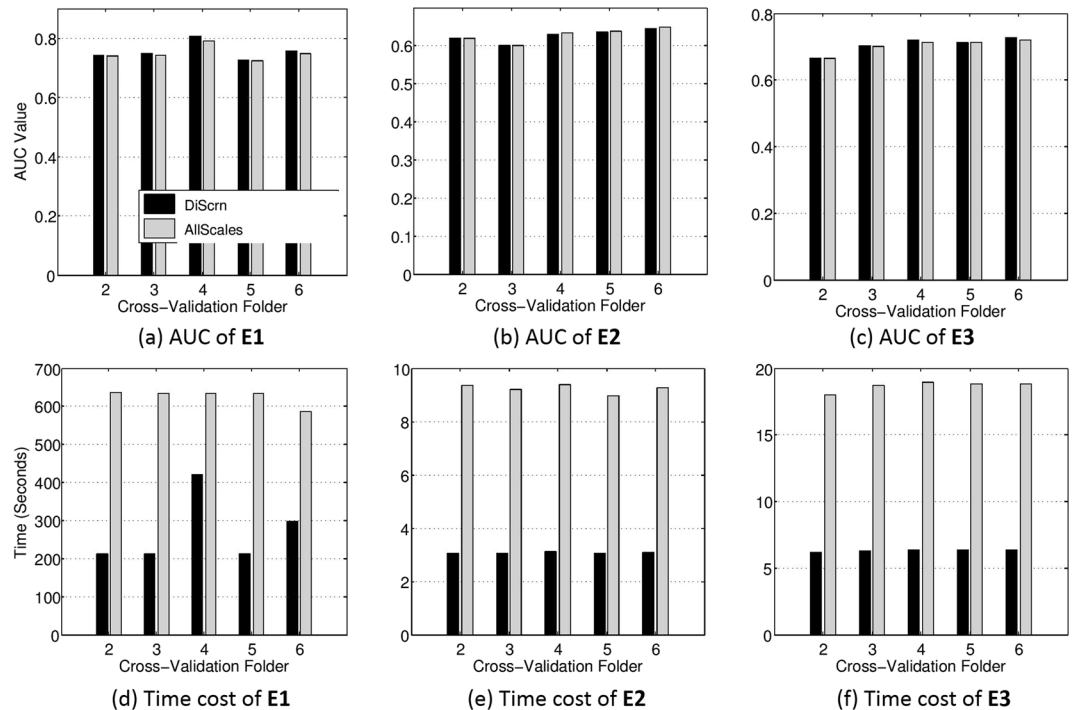 0.8
0.6
0.4
0.2
0
AUC Value
DiScrn
AllScales
2 3 4 5 6
Cross-Validation Folder
(a) AUC of E1
0.6
0.5
0.4
0.3
0.2
0.1
0
2 3 4 5 6
Cross-Validation Folder
(b) AUC of E2
0.8
0.6
0.4
0.2
0
2 3 4 5 6
Cross-Validation Folder
(c) AUC of E3
700
600
500
400
300
200
100
0
Time (Seconds)
2 3 4 5 6
Cross-Validation Folder
(d) Time cost of E1
10
8
6
4
2
0
2 3 4 5 6
Cross-Validation Folder
(e) Time cost of E2
20
15
10
5
0
2 3 4 5 6
Cross-Validation Folder
(f) Time cost of E3